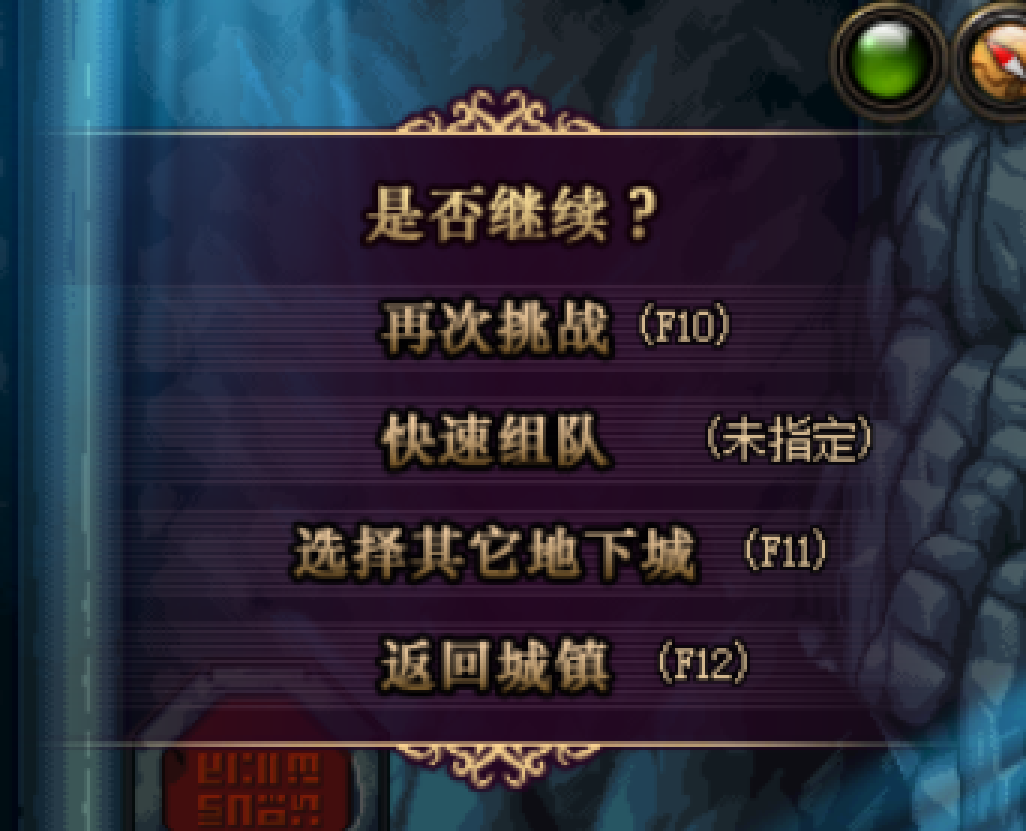 是否继续？
再次挑战 (F10)
快速组队 (未指定)
选择其它地下城 (F11)
返回城镇 (F12)